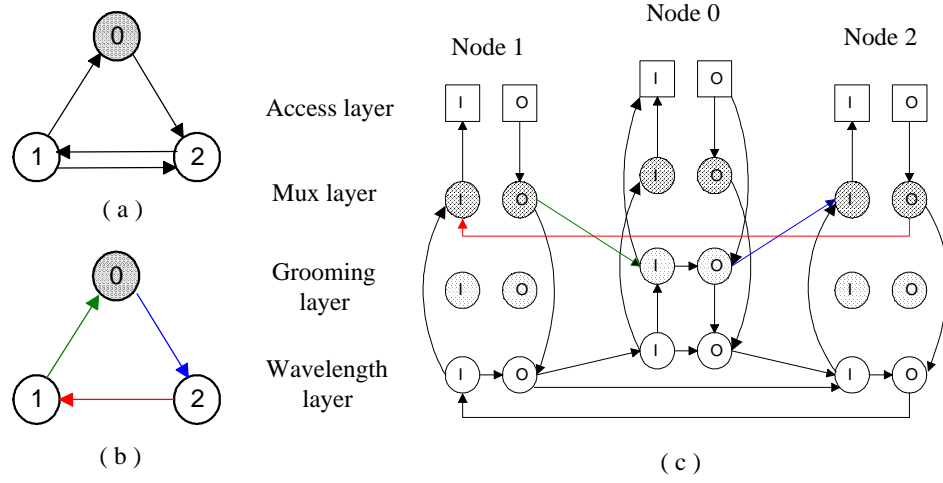 0
1
2
( a )
0
1
2
( b )
Access layer
Mux layer
Grooming
layer
Wavelength
layer
Node 1
Node 0
Node 2
I O I O I O
I O I O I O
I O I O I O
I O I O I O
( c )